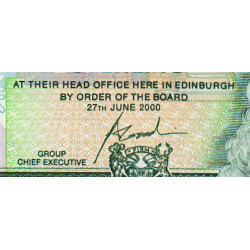 AT THEIR HEAD OFFICE HERE IN EDINBURGH
BY ORDER OF THE BOARD
27TH JUNE 2000
GROUP
CHIEF EXECUTIVE